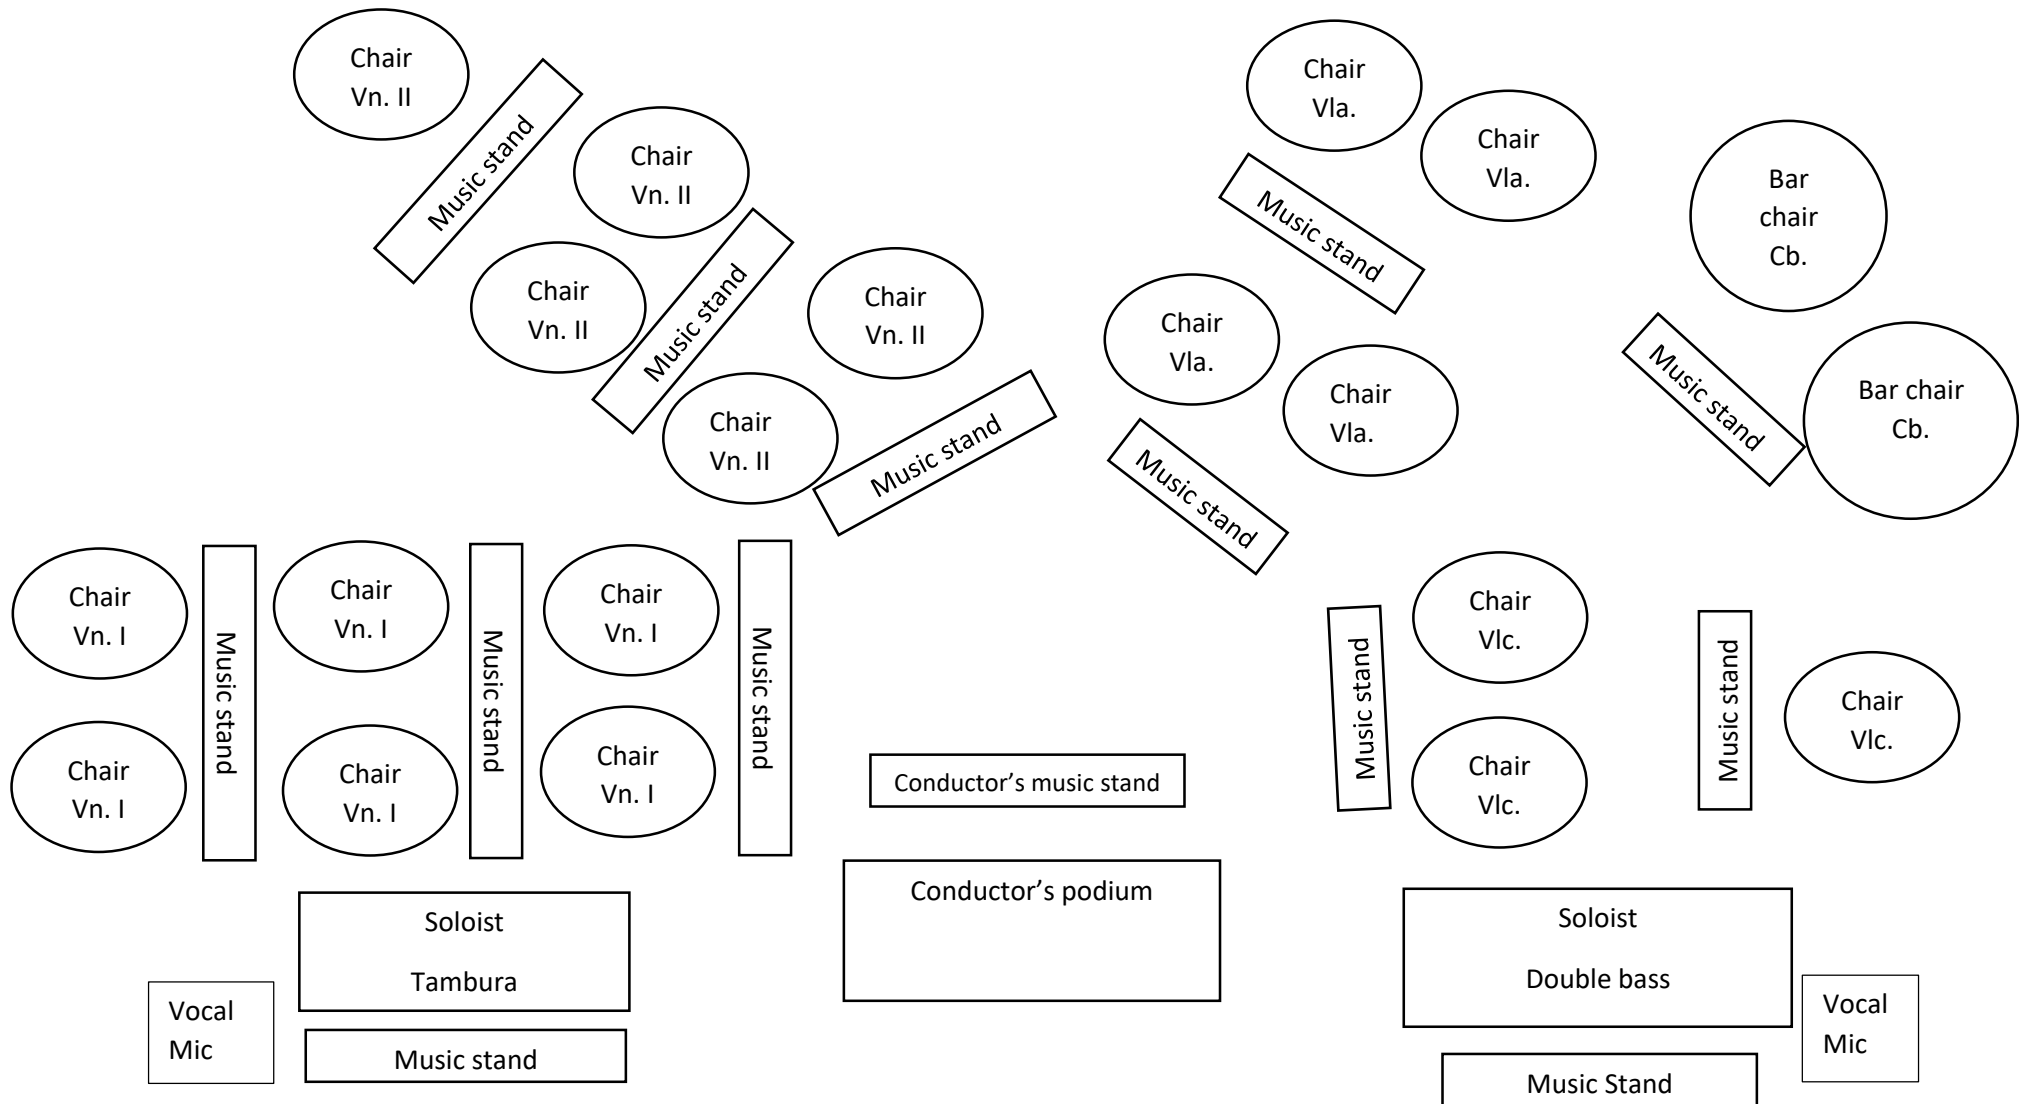 Chair
Vn. II
Music stand
Chair
Vn. II
Chair
Vn. II
Music stand
Chair
Vn. II
Chair
Vn. II
Music stand
Chair
Vla.
Chair
Vla.
Music stand
Chair
Vla.
Chair
Vla.
Music stand
Bar
chair
Cb.
Bar chair
Cb.
Music stand
Chair
Vn. I
Chair
Vn. I
Music stand
Chair
Vn. I
Chair
Vn. I
Music stand
Chair
Vn. I
Chair
Vn. I
Music stand
Music stand
Chair
Vlc.
Chair
Vlc.
Music stand
Chair
Vlc.
Conductor’s music stand
Conductor’s podium
Soloist
Tambura
Vocal
Mic
Music stand
Soloist
Double bass
Vocal
Mic
Music Stand